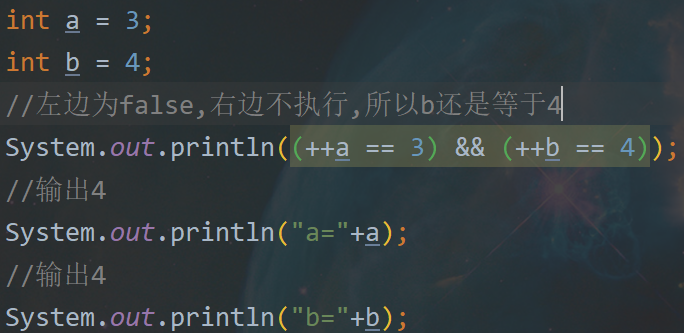 int a = 3;
int b = 4;
//左边为false,右边不执行,所以b还是等于4
System.out.println((++a == 3) && (++b == 4));
//输出4
System.out.println("a="+a);
//输出4
System.out.println("b="+b);